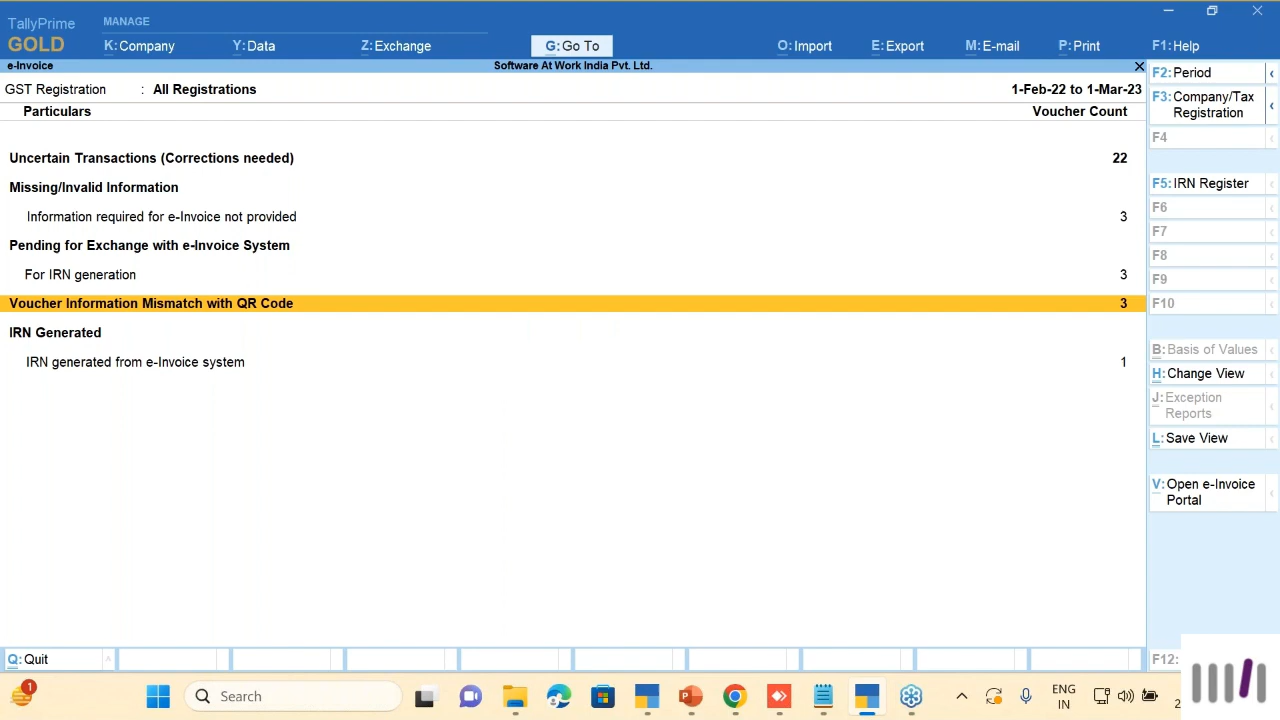 TallyPrime
MANAGE
GOLD
K:Company
Y:Data
Z:Exchange
G:Go To
O:Import
E:Export
M:E-mail
P:Print
F1:Help
e-Invoice
Software At Work India Pvt. Ltd.
GST Registration : All Registrations
1-Feb-22 to 1-Mar-23
Particulars
Voucher Count
Uncertain Transactions (Corrections needed) 22
Missing/Invalid Information
Information required for e-Invoice not provided 3
Pending for Exchange with e-Invoice System
For IRN generation 3
Voucher Information Mismatch with QR Code 3
IRN Generated
IRN generated from e-Invoice system 1
F2:Period
F3:Company/Tax
Registration
F4
F5:IRN Register
F6
F7
F8
F9
F10
B:Basis of Values
H:Change View
J:Exception
Reports
L:Save View
V:Open e-Invoice
Portal
Q:Quit
F12:
1
Search
ENG
IN
2